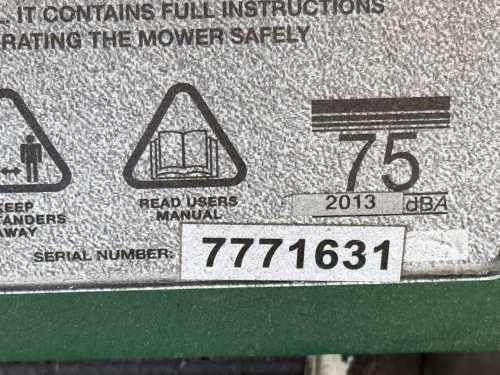 . IT CONTAINS FULL INSTRUCTIONS
RATING THE MOWER SAFELY
75
2013 dBA
KEEP
AWAY
READ USERS
MANUAL
SERIAL NUMBER: 7771631